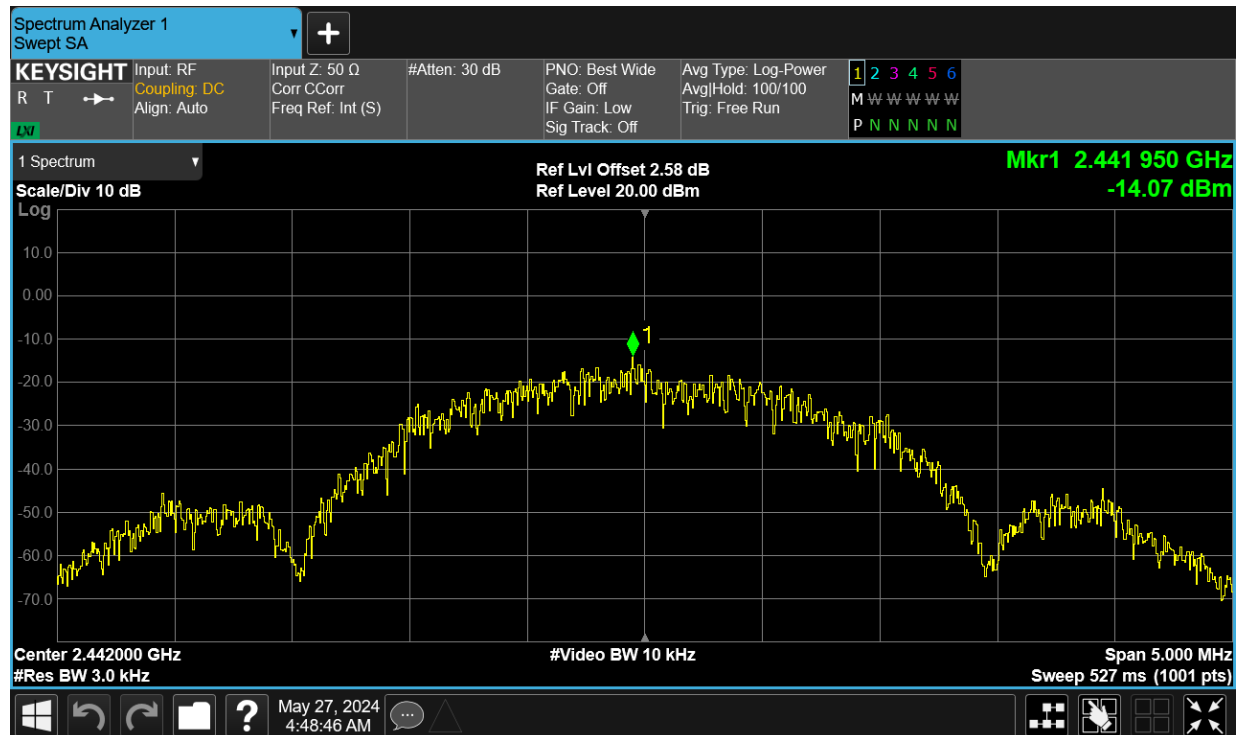 Spectrum Analyzer 1
Swept SA
+
KEYSIGHT
R T
LXI
Input: RF
Coupling: DC
Align: Auto
Input Z: 50 Ω
Corr CCorr
Freq Ref: Int (S)
#Atten: 30 dB
PNO: Best Wide
Gate: Off
IF Gain: Low
Sig Track: Off
Avg Type: Log-Power
Avg|Hold: 100/100
Trig: Free Run
1 2 3 4 5 6
M W W W W W
P N N N N N
1 Spectrum
Scale/Div 10 dB
Ref Lvl Offset 2.58 dB
Ref Level 20.00 dBm
Mkr1 2.441 950 GHz
-14.07 dBm
Log
10.0
0.00
-10.0
-20.0
-30.0
-40.0
-50.0
-60.0
-70.0
1
Center 2.442000 GHz
#Res BW 3.0 kHz
#Video BW 10 kHz
Span 5.000 MHz
Sweep 527 ms (1001 pts)
?
May 27, 2024
4:48:46 AM